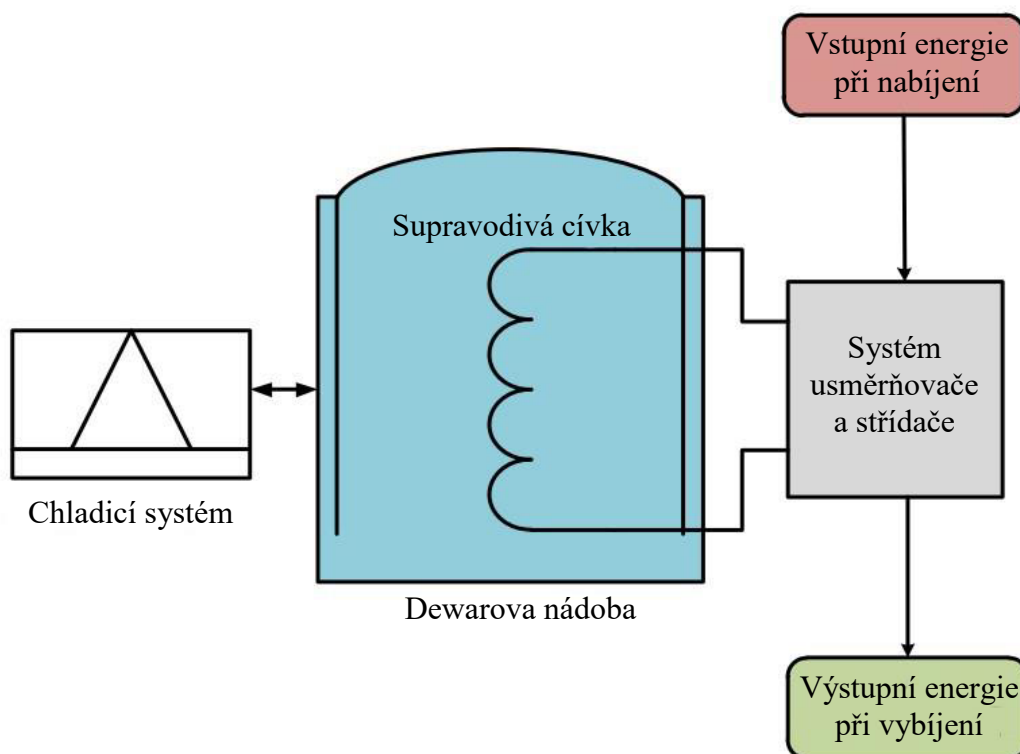 Vstupní energie
při nabíjení
Supravodivá cívka
Systém
usměrňovače
a střídače
Chladicí systém
Dewarova nádoba
Výstupní energie
při vybíjení